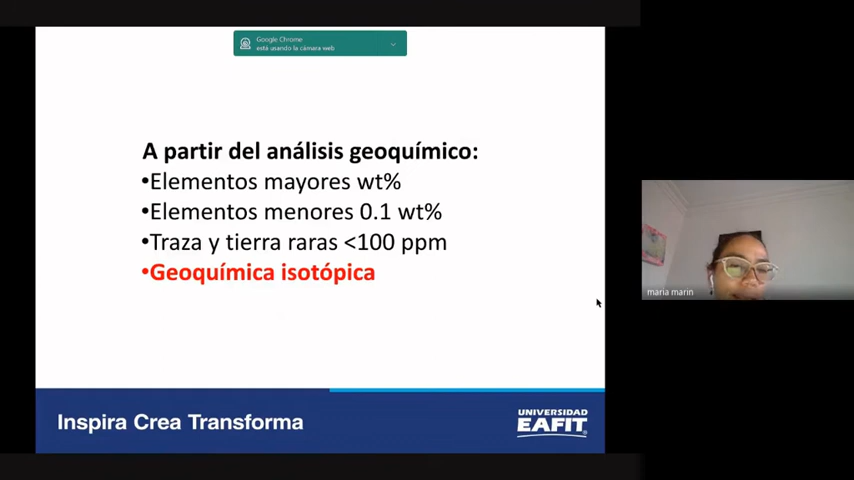 Google Chrome
está usando la cámara web
A partir del análisis geoquímico:
•Elementos mayores wt%
•Elementos menores 0.1 wt%
•Traza y tierra raras <100 ppm
•Geoquímica isotópica
maria marin
Inspira Crea Transforma
UNIVERSIDAD
EAFIT